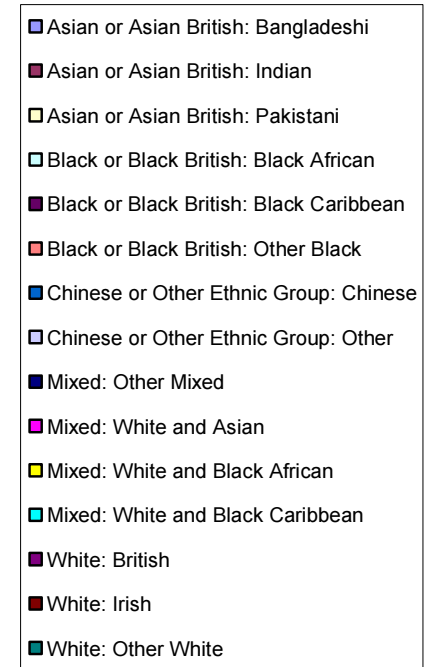 Asian or Asian British: Bangladeshi
Asian or Asian British: Indian
Asian or Asian British: Pakistani
Black or Black British: Black African
Black or Black British: Black Caribbean
Black or Black British: Other Black
Chinese or Other Ethnic Group: Chinese
Chinese or Other Ethnic Group: Other
Mixed: Other Mixed
Mixed: White and Asian
Mixed: White and Black African
Mixed: White and Black Caribbean
White: British
White: Irish
White: Other White